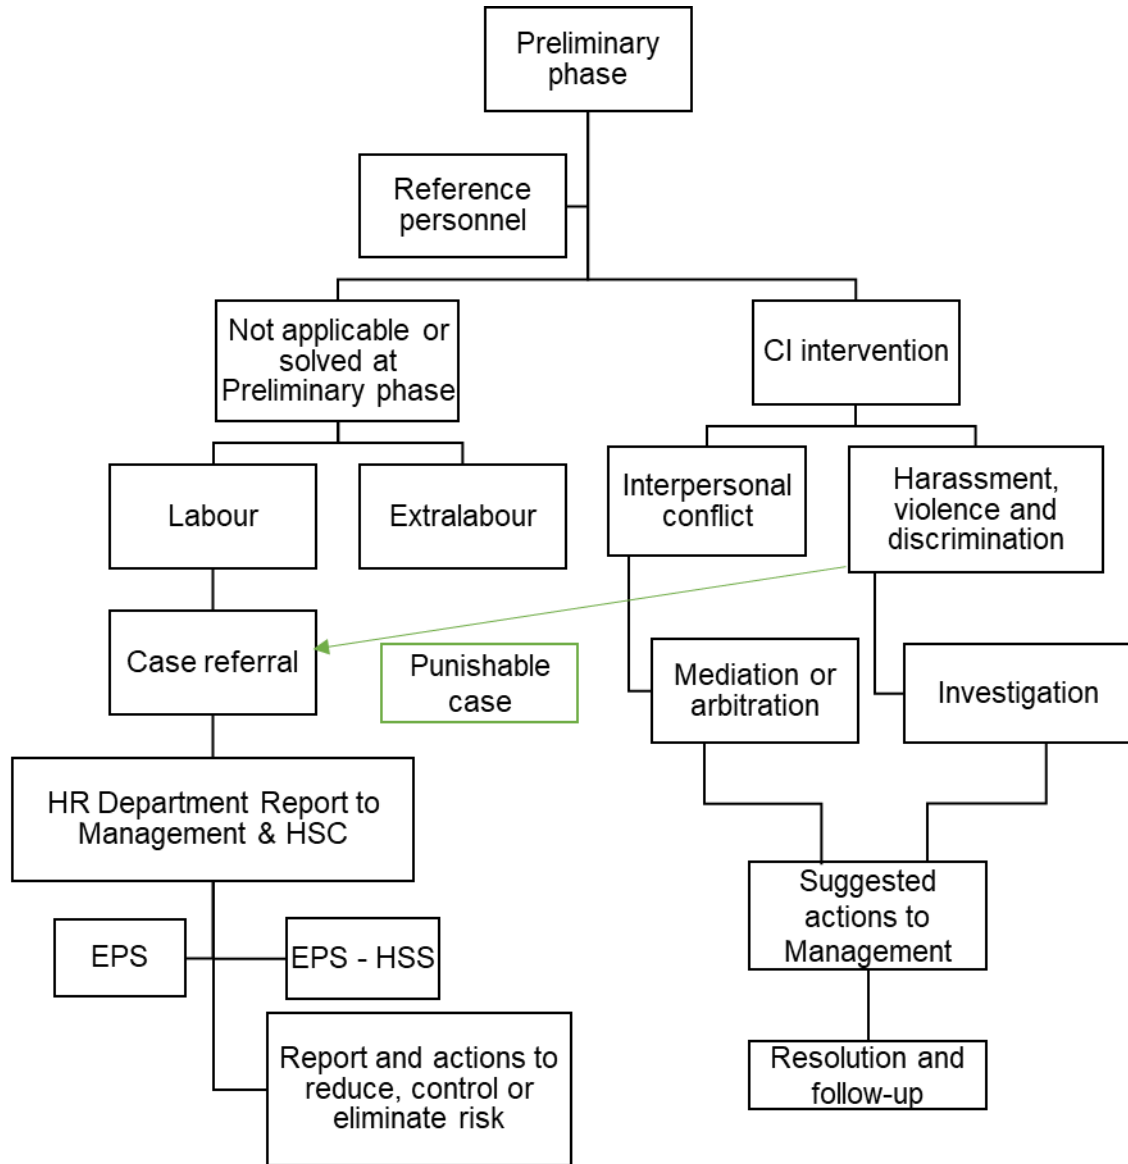 Preliminary
phase
Reference
personnel
Not applicable or
solved at
Preliminary phase
CI intervention
Labour
Extralabour
Interpersonal
conflict
Harassment,
violence and
discrimination
Case referral
Punishable
case
Mediation or
arbitration
Investigation
HR Department Report to
Management & HSC
EPS
EPS - HSS
Suggested
actions to
Management
Report and actions to
reduce, control or
eliminate risk
Resolution and
follow-up